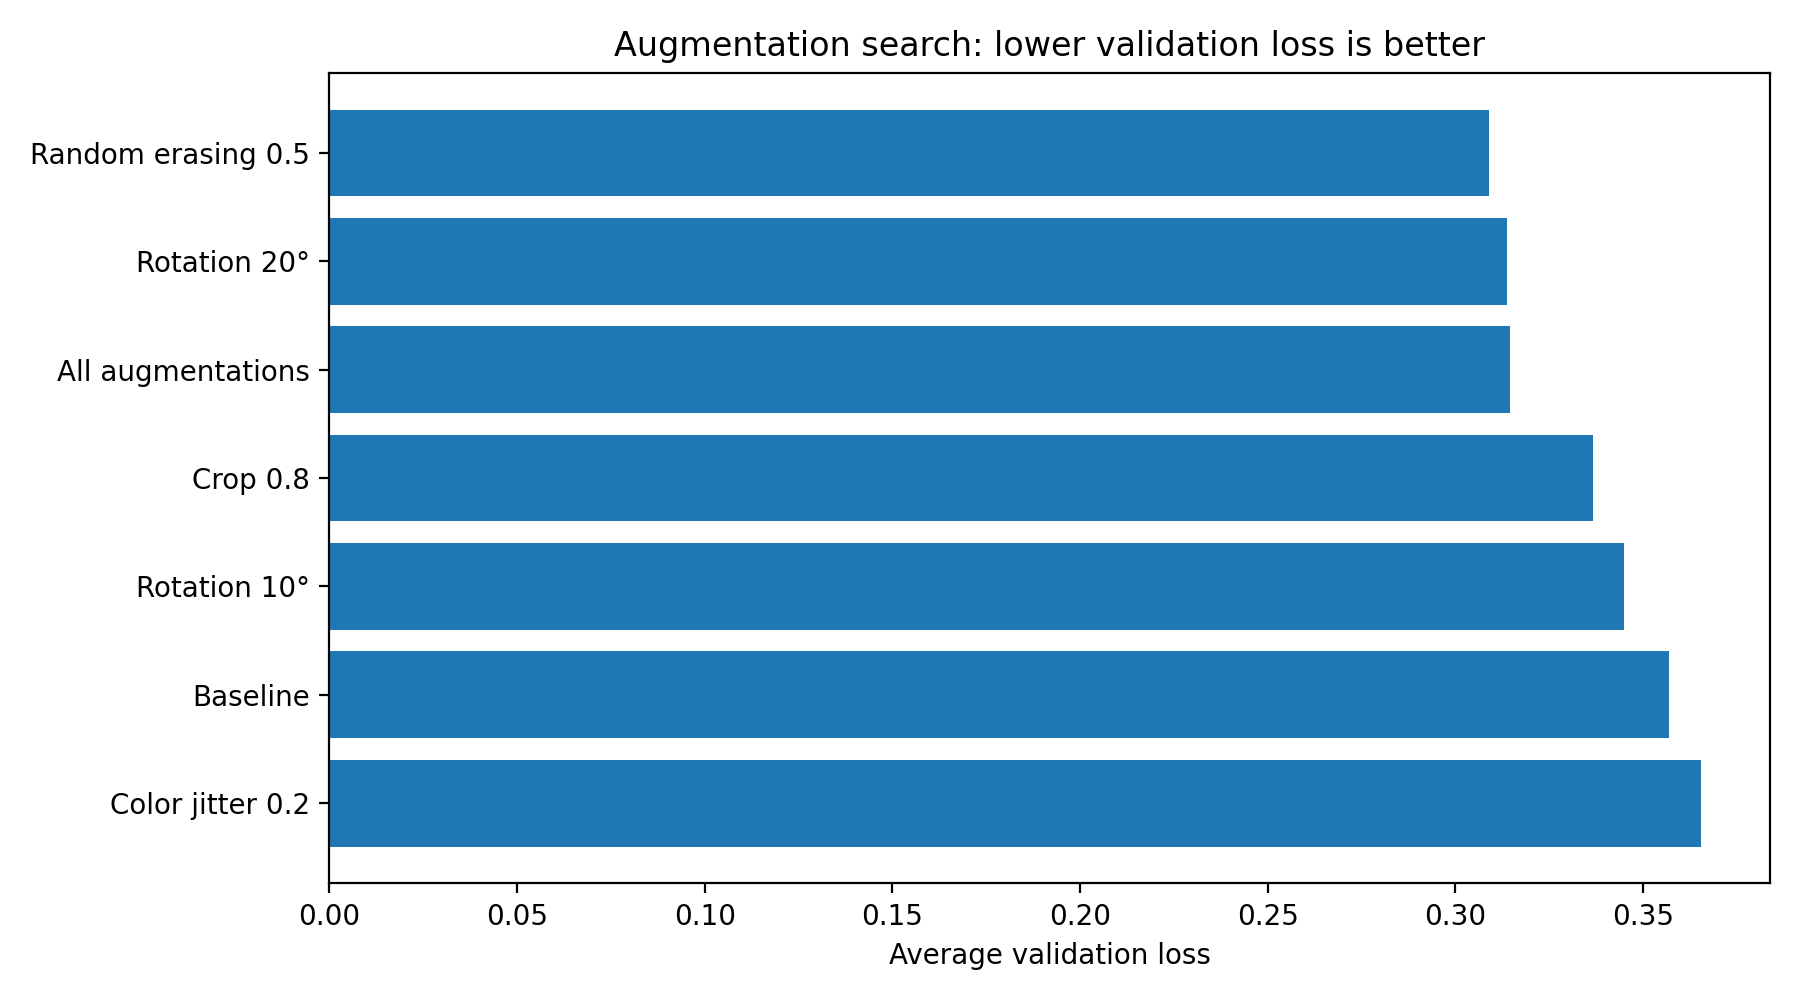 Augmentation search: lower validation loss is better
Random erasing 0.5
Rotation 20°
All augmentations
Crop 0.8
Rotation 10°
Baseline
Color jitter 0.2
0.00 0.05 0.10 0.15 0.20 0.25 0.30 0.35
Average validation loss